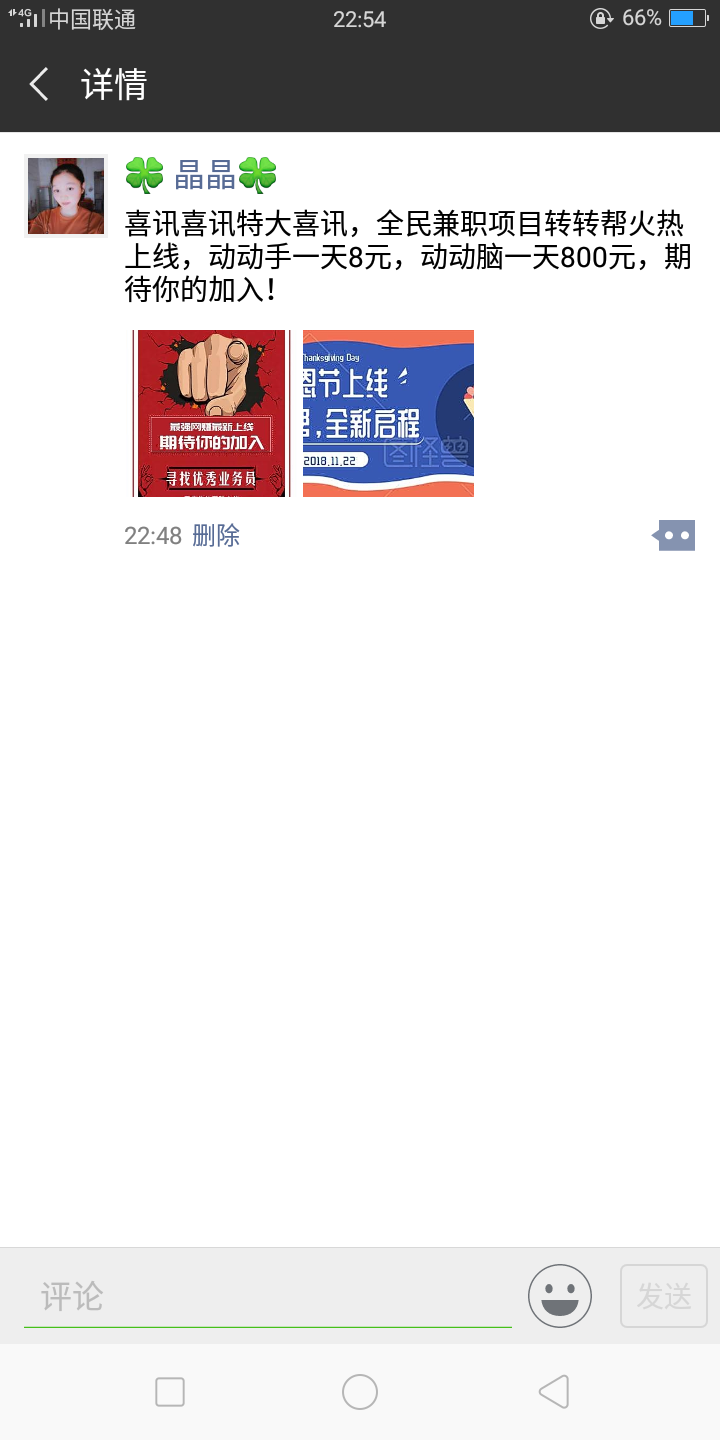 4G 中国联通 22:54 66%
详情
🍀 晶晶🍀
喜讯喜讯特大喜讯，全民兼职项目转转帮火热
上线，动动手一天8元，动动脑一天800元，期
待你的加入！
最强网赚最新上线
期待你的加入
寻找优秀业务员
Thanksgiving Day
恩节上线
,全新启程
2018.11.22
图怪兽
22:48 删除
评论
发送